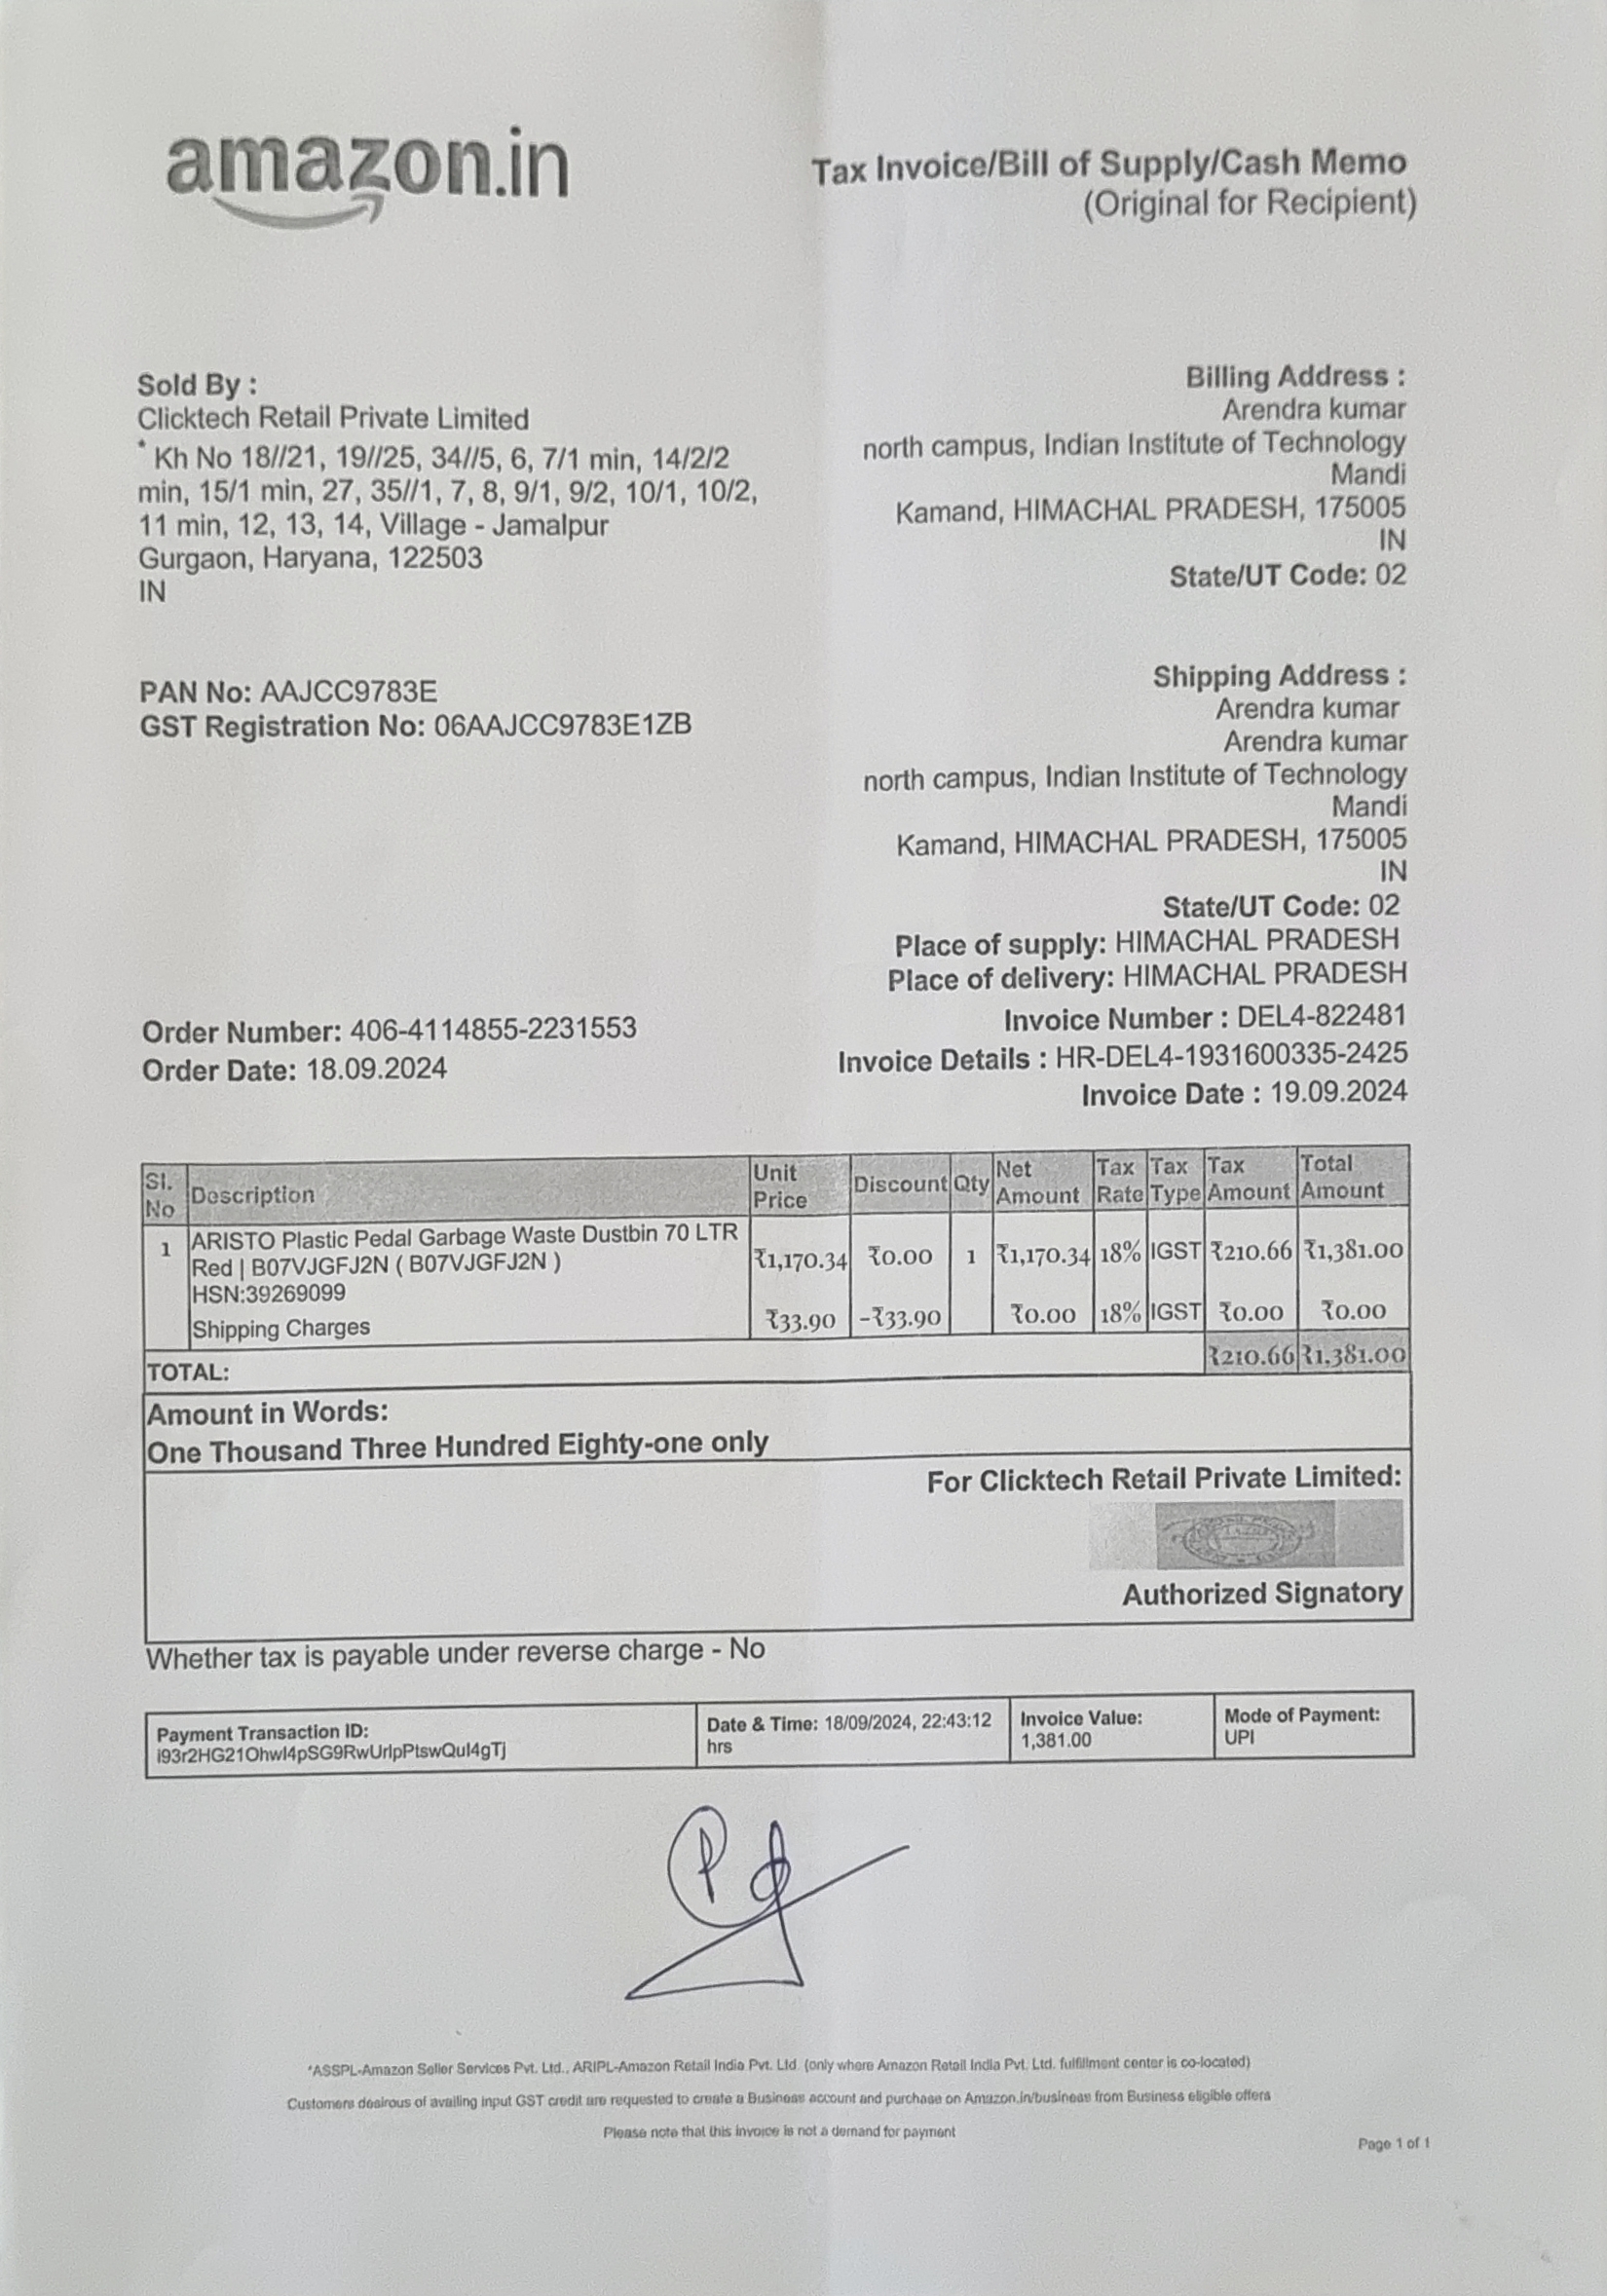 amazon.in
Tax Invoice/Bill of Supply/Cash Memo
(Original for Recipient)
Sold By :
Clicktech Retail Private Limited
* Kh No 18//21, 19//25, 34//5, 6, 7/1 min, 14/2/2
min, 15/1 min, 27, 35//1, 7, 8, 9/1, 9/2, 10/1, 10/2,
11 min, 12, 13, 14, Village - Jamalpur
Gurgaon, Haryana, 122503
IN
Billing Address :
Arendra kumar
north campus, Indian Institute of Technology
Mandi
Kamand, HIMACHAL PRADESH, 175005
IN
State/UT Code: 02
PAN No: AAJCC9783E
GST Registration No: 06AAJCC9783E1ZB
Shipping Address :
Arendra kumar
Arendra kumar
north campus, Indian Institute of Technology
Mandi
Kamand, HIMACHAL PRADESH, 175005
IN
State/UT Code: 02
Place of supply: HIMACHAL PRADESH
Place of delivery: HIMACHAL PRADESH
Order Number: 406-4114855-2231553
Order Date: 18.09.2024
Invoice Number : DEL4-822481
Invoice Details : HR-DEL4-1931600335-2425
Invoice Date : 19.09.2024
Sl. No Description Unit Price Discount Qty Net Amount Tax Rate Tax Type Tax Amount Total Amount
1 ARISTO Plastic Pedal Garbage Waste Dustbin 70 LTR
Red | B07VJGFJ2N ( B07VJGFJ2N ) ₹1,170.34 ₹0.00 1 ₹1,170.34 18% IGST ₹210.66 ₹1,381.00
HSN:39269099
Shipping Charges ₹33.90 -₹33.90 ₹0.00 18% IGST ₹0.00 ₹0.00
TOTAL: ₹210.66 ₹1,381.00
Amount in Words:
One Thousand Three Hundred Eighty-one only
For Clicktech Retail Private Limited:
Authorized Signatory
Whether tax is payable under reverse charge - No
Payment Transaction ID:
i93r2HG21OhwI4pSG9RwUrIpPtswQuI4gTj
Date & Time: 18/09/2024, 22:43:12
hrs
Invoice Value:
1,381.00
Mode of Payment:
UPI
*ASSPL-Amazon Seller Services Pvt. Ltd., ARIPL-Amazon Retail India Pvt. Ltd. (only where Amazon Retail India Pvt. Ltd. fulfillment center is co-located)
Customers desirous of availing input GST credit are requested to create a Business account and purchase on Amazon.in/business from Business eligible offers
Please note that this invoice is not a demand for payment
Page 1 of 1